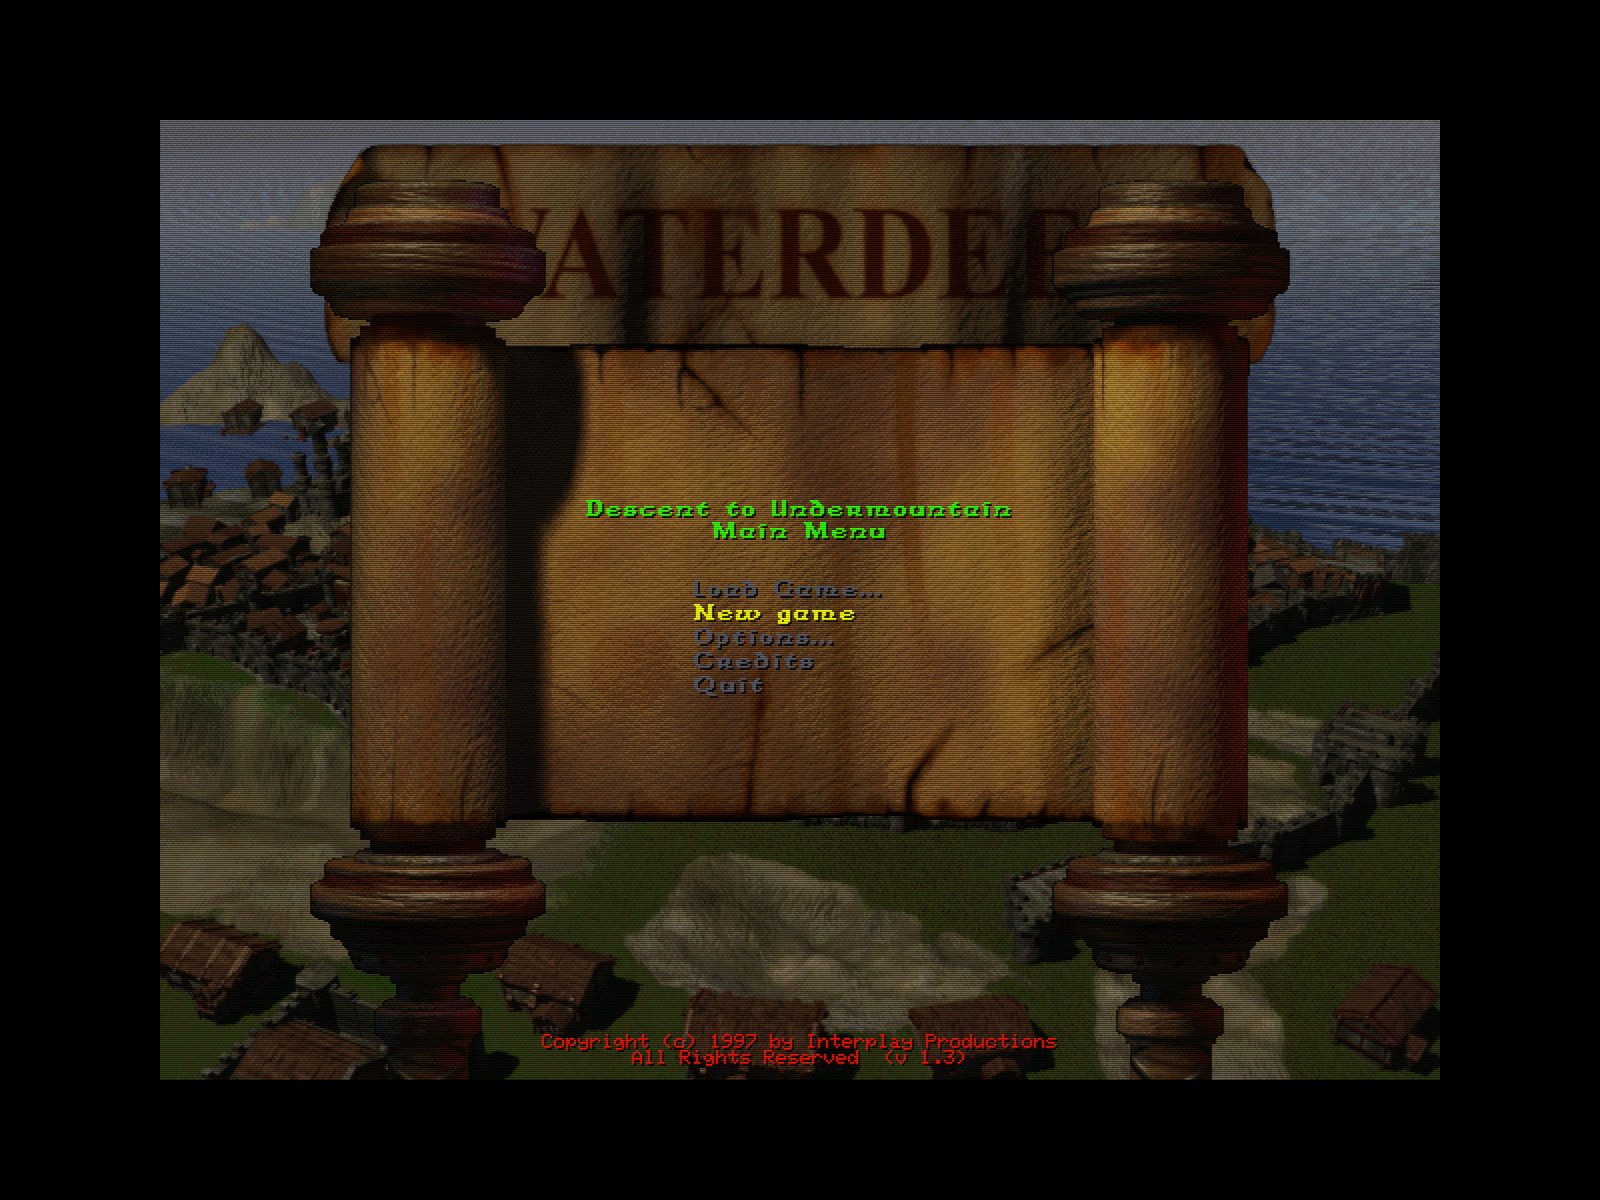 WATERDEEP
Descent to Undermountain
Main Menu
Load Game...
New game
Options...
Credits
Quit
Copyright (c) 1997 by Interplay Productions
All Rights Reserved (v 1.3)